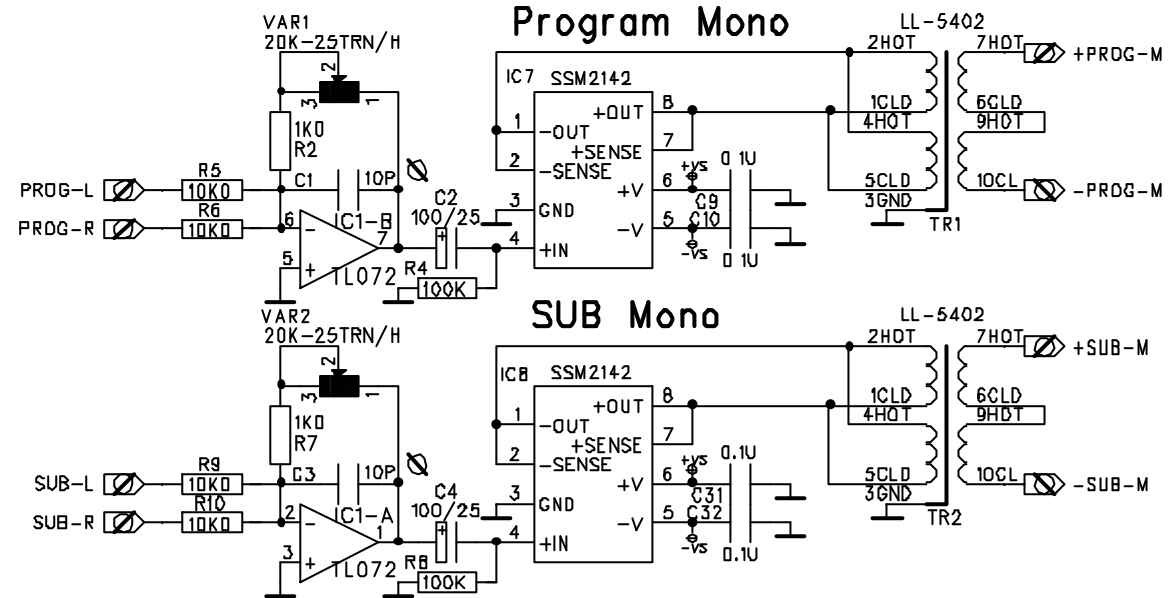 Program Mono
VAR1
20K-25TRN/H
2
3
1
1K0
R2
PROG-L
R5
10K0
PROG-R
R6
10K0
C1
10P
6
-
IC1-B
7
5
+
TL072
C2
100/25
+
R4
100K
IC7
SSM2142
1
-OUT
2
-SENSE
3
GND
4
+IN
+OUT
8
+SENSE
7
+V
6
-V
5
+VS
0 1U
C9
C10
-VS
0 1U
LL-5402
2HOT
7HOT
1CLD
6CLD
4HOT
9HOT
5CLD
10CL
3GND
TR1
+PROG-M
-PROG-M
SUB Mono
VAR2
20K-25TRN/H
2
3
1
1K0
R7
SUB-L
R9
10K0
SUB-R
R10
10K0
C3
10P
2
-
IC1-A
1
3
+
TL072
C4
100/25
+
R8
100K
IC8
SSM2142
1
-OUT
2
-SENSE
3
GND
4
+IN
+OUT
8
+SENSE
7
+V
6
-V
5
+VS
0.1U
C31
C32
-VS
0.1U
LL-5402
2HOT
7HOT
1CLD
6CLD
4HOT
9HOT
5CLD
10CL
3GND
TR2
+SUB-M
-SUB-M